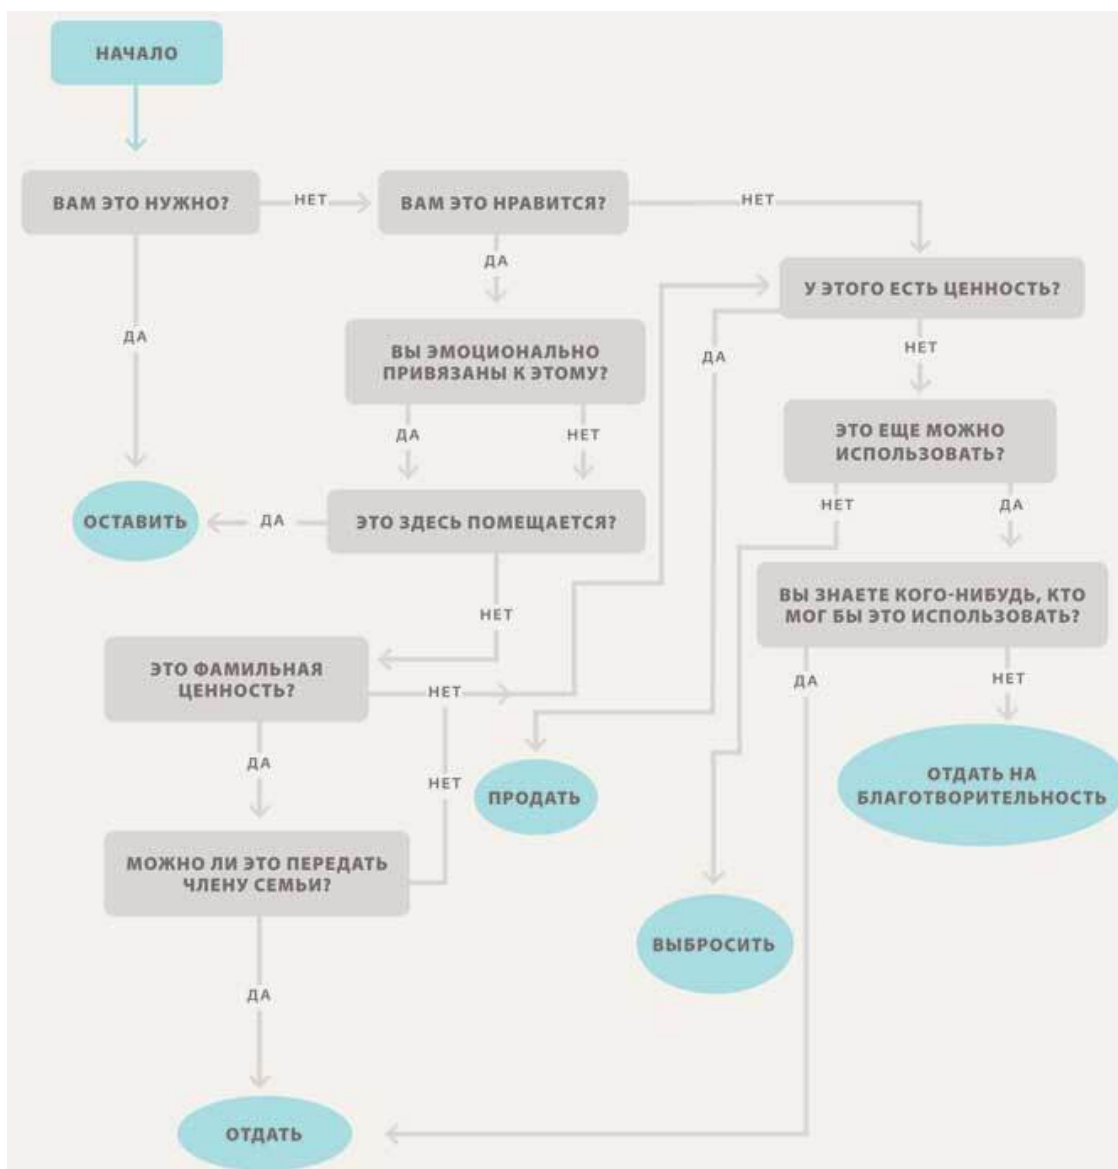 НАЧАЛО
ВАМ ЭТО НУЖНО?
НЕТ
ВАМ ЭТО НРАВИТСЯ?
НЕТ
ДА
У ЭТОГО ЕСТЬ ЦЕННОСТЬ?
ДА
ВЫ ЭМОЦИОНАЛЬНО
ПРИВЯЗАНЫ К ЭТОМУ?
ДА
НЕТ
ДА
НЕТ
ЭТО ЕЩЕ МОЖНО
ИСПОЛЬЗОВАТЬ?
ОСТАВИТЬ
ДА
ЭТО ЗДЕСЬ ПОМЕЩАЕТСЯ?
НЕТ
ДА
НЕТ
ВЫ ЗНАЕТЕ КОГО-НИБУДЬ, КТО
МОГ БЫ ЭТО ИСПОЛЬЗОВАТЬ?
ЭТО ФАМИЛЬНАЯ
ЦЕННОСТЬ?
НЕТ
ДА
НЕТ
ДА
НЕТ
ПРОДАТЬ
ОТДАТЬ НА
БЛАГОТВОРИТЕЛЬНОСТЬ
МОЖНО ЛИ ЭТО ПЕРЕДАТЬ
ЧЛЕНУ СЕМЬИ?
ВЫБРОСИТЬ
ДА
ОТДАТЬ